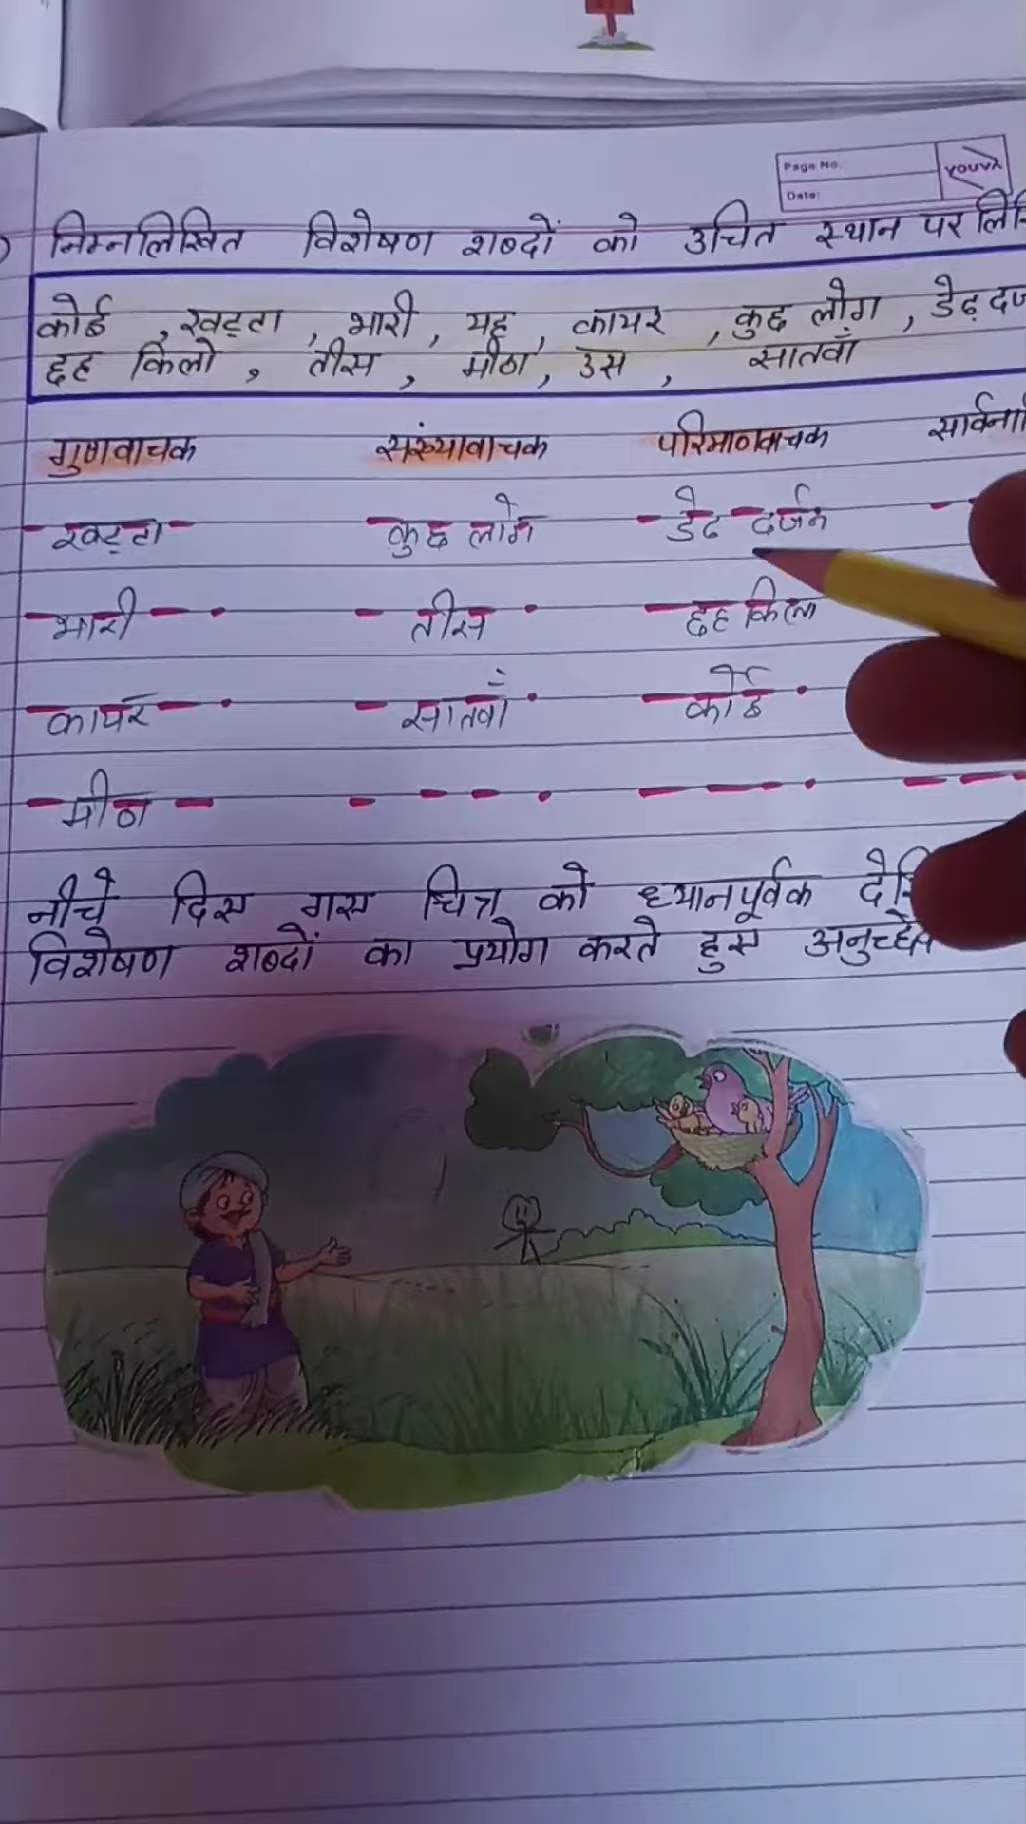 Page No.:
Date:
YOUVA
निम्नलिखित विशेषण शब्दों को उचित स्थान पर
कोई , खट्टा , भारी , यह , कायर , कुछ लोग , डेढ़
छह किलो , तीस , मीठा , उस , सातवाँ
गुणवाचक संख्यावाचक परिमाणवाचक
खट्टा कुछ लोग डेढ दर्जन
भारी तीस छह किलो
कायर सातवाँ कोई
मीठा
नीचे दिए गए चित्र को ध्यानपूर्वक
विशेषण शब्दों का प्रयोग करते हुए